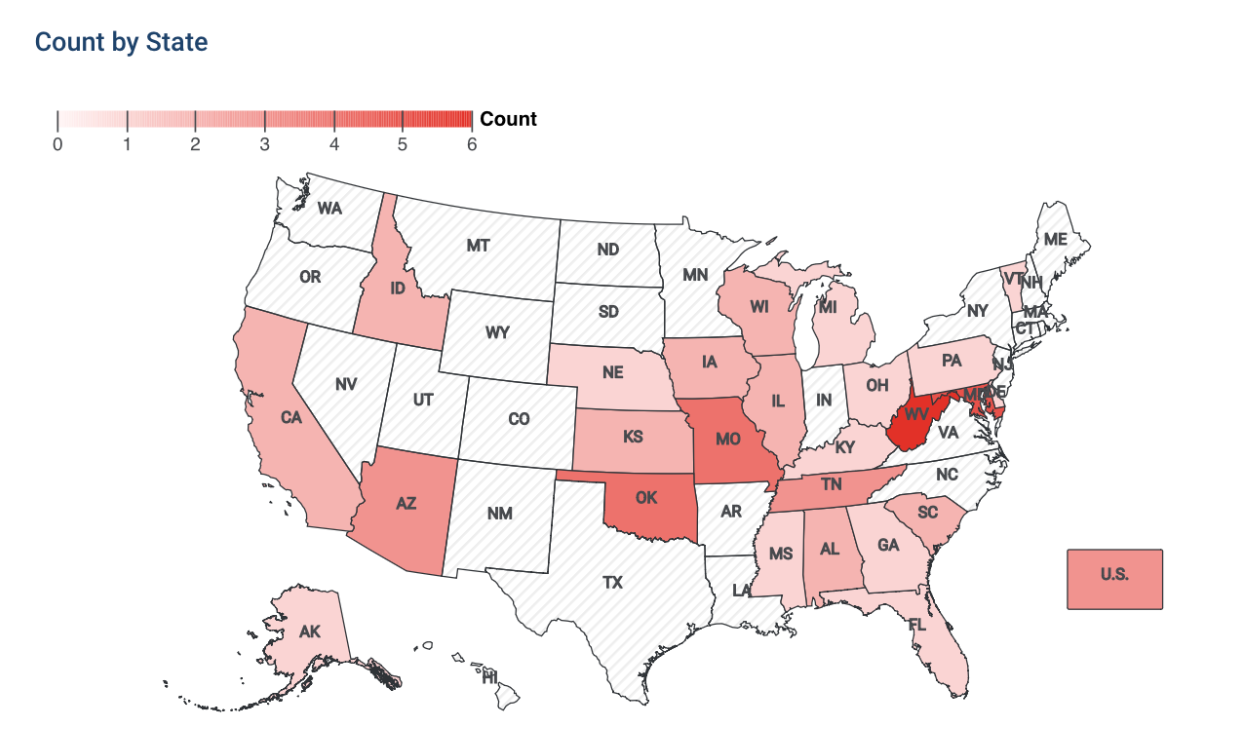 Count by State
Count
0 1 2 3 4 5 6
WA
ME
MT
ND
VT
NH
MN
OR
ID
WI
MI
NY
MA
SD
CT
WY
IA
PA
NJ
NE
OH
NV
UT
IL
IN
MD
DE
CO
WV
CA
KS
MO
VA
KY
NC
TN
OK
AZ
AR
SC
NM
AL
GA
MS
U.S.
TX
LA
FL
AK
HI